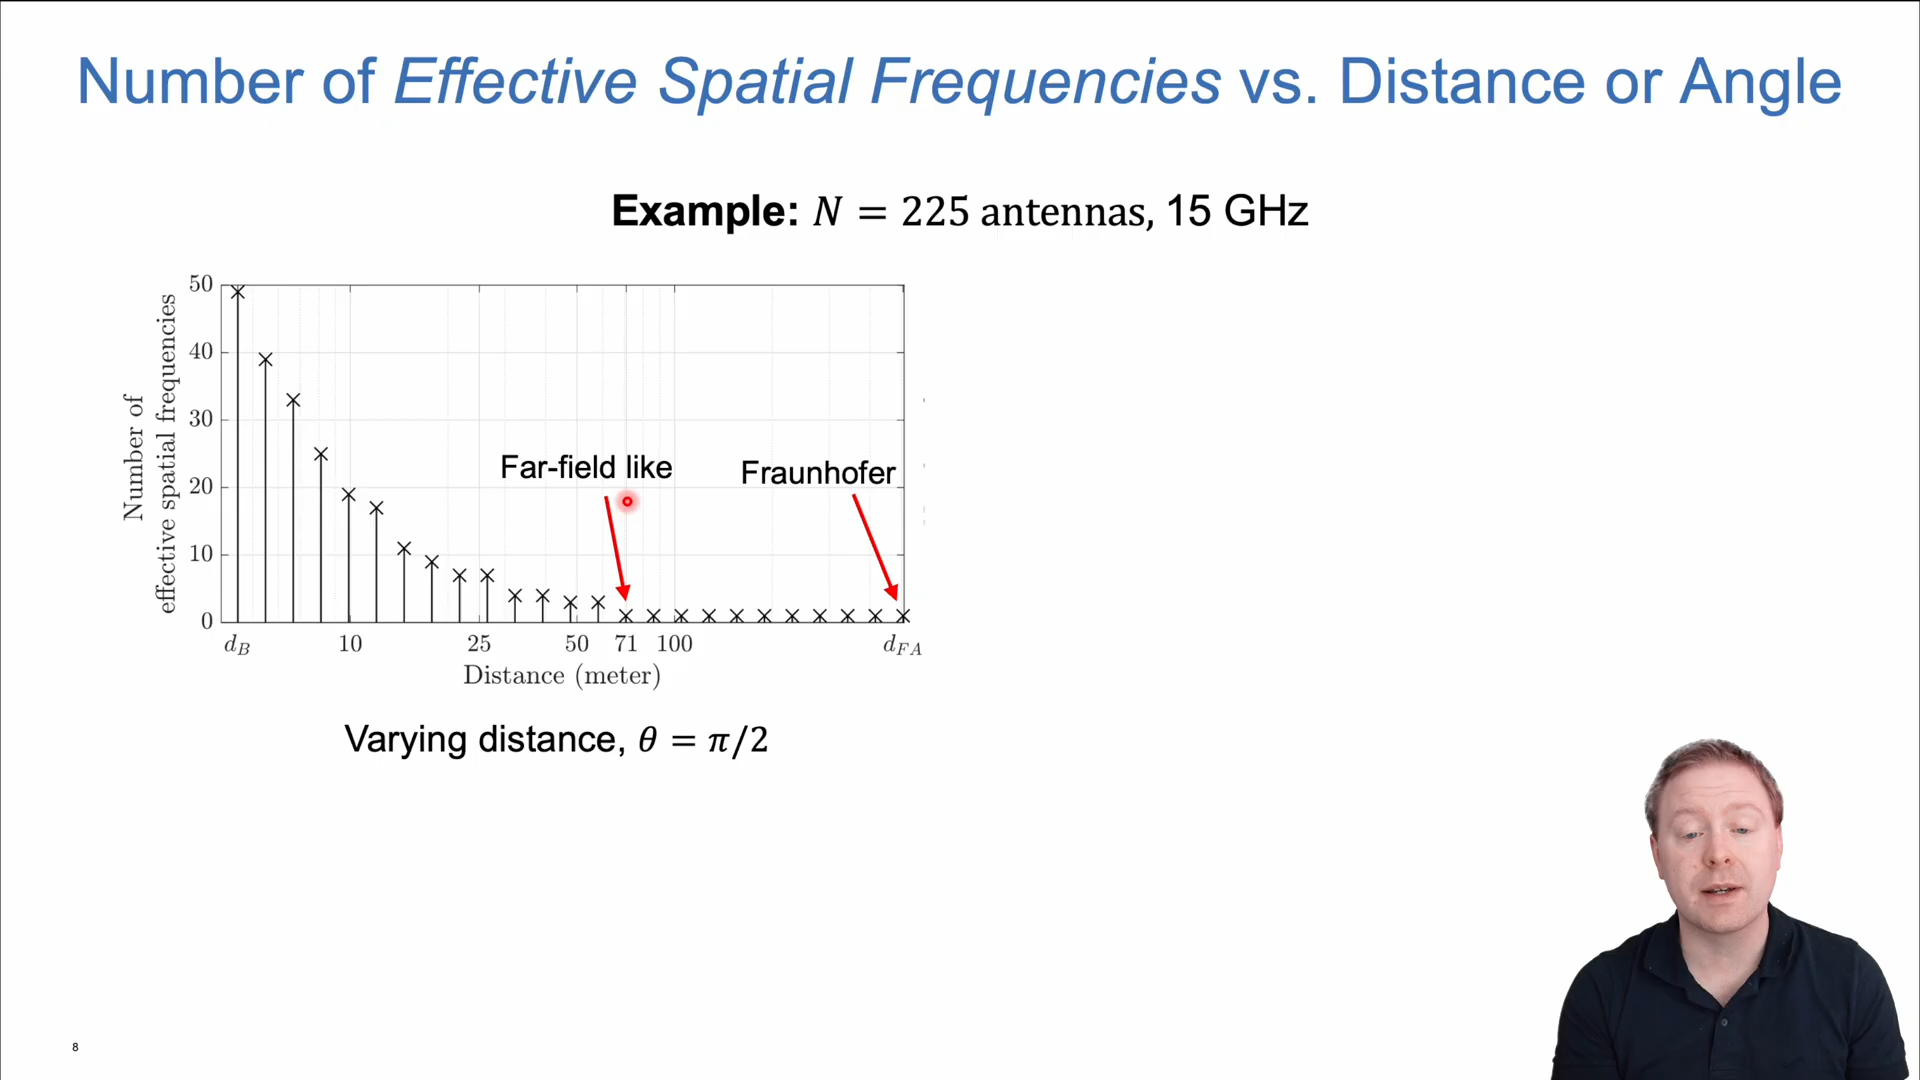 Number of Effective Spatial Frequencies vs. Distance or Angle
Example: N = 225 antennas, 15 GHz
Number of
effective spatial frequencies
50
40
30
20
10
0
Far-field like
Fraunhofer
d_B 10 25 50 71 100 d_FA
Distance (meter)
Varying distance, θ = π/2
8